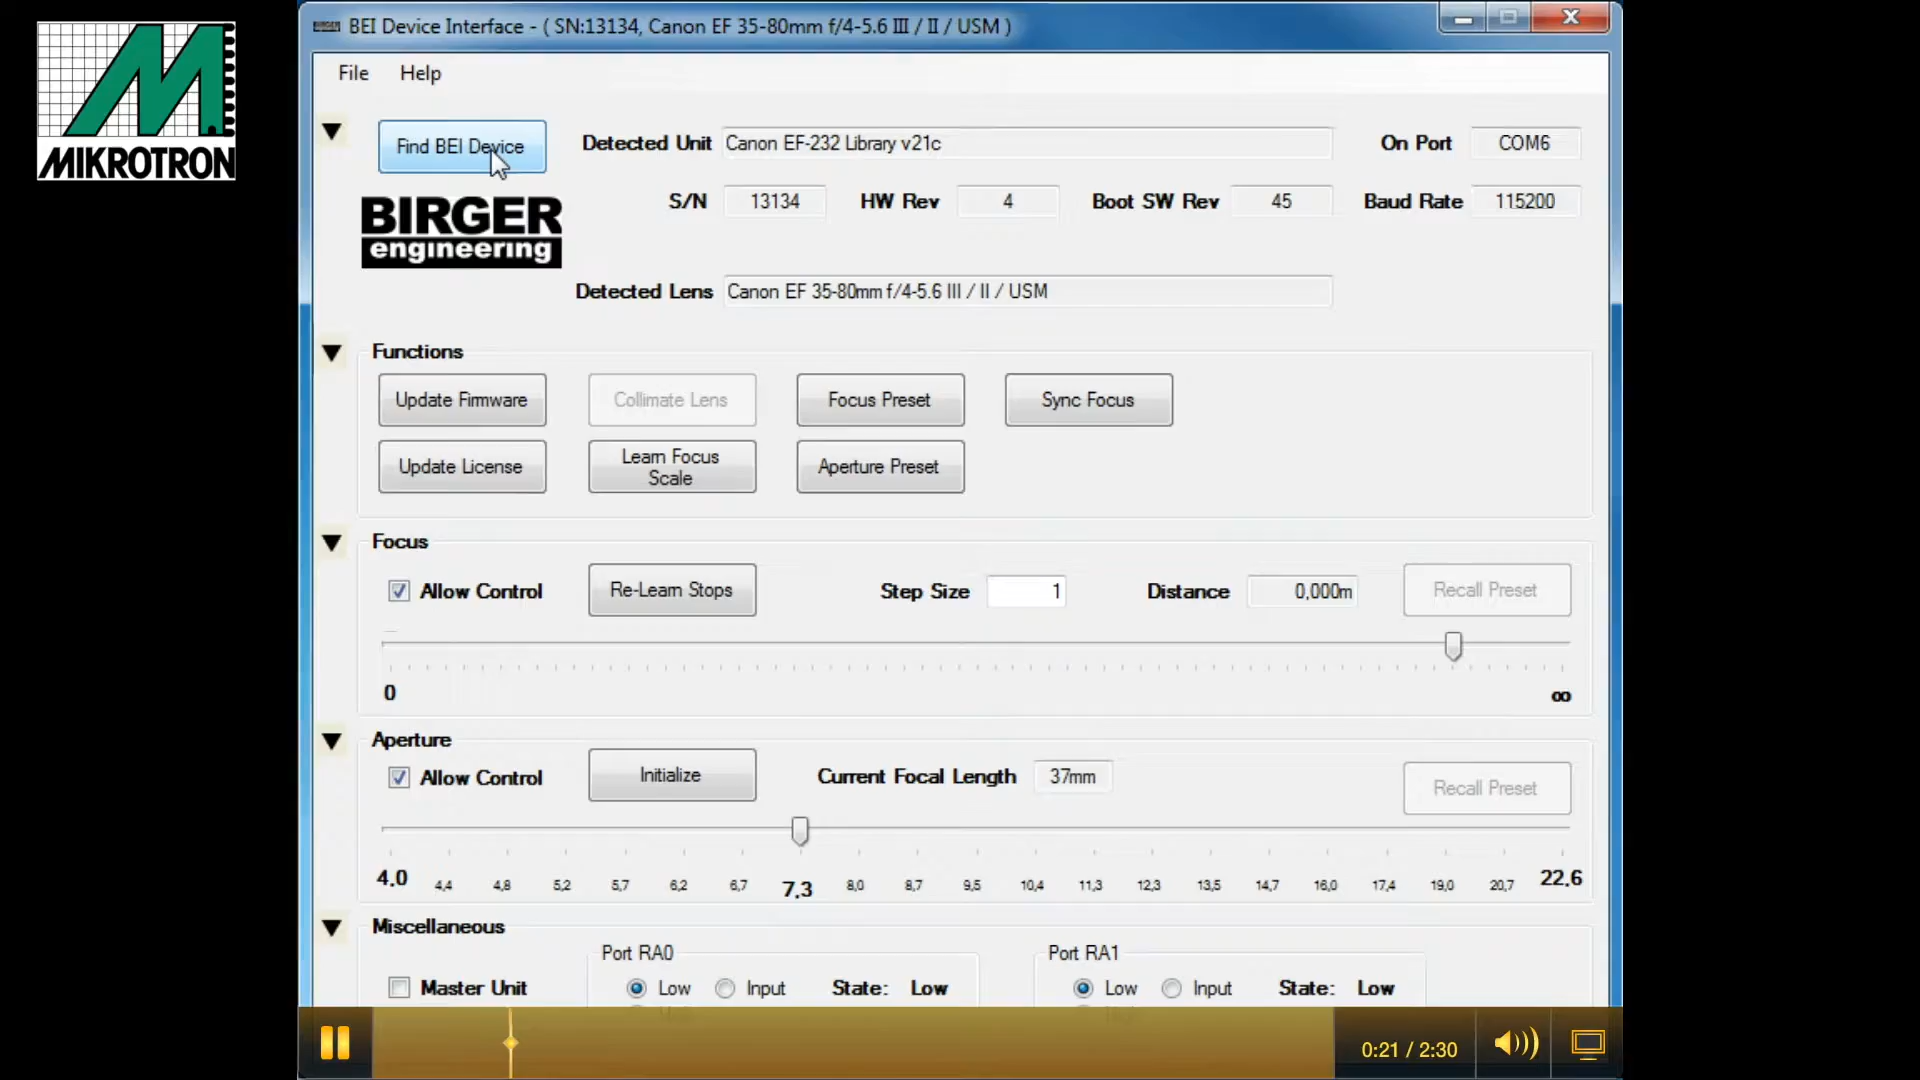 MIKROTRON
BEI Device Interface - ( SN:13134, Canon EF 35-80mm f/4-5.6 III / II / USM )
File Help
Find BEI Device
Detected Unit Canon EF-232 Library v21c On Port COM6
S/N 13134 HW Rev 4 Boot SW Rev 45 Baud Rate 115200
BIRGER
engineering
Detected Lens Canon EF 35-80mm f/4-5.6 III / II / USM
Functions
Update Firmware Collimate Lens Focus Preset Sync Focus
Update License Learn Focus Scale Aperture Preset
Focus
Allow Control Re-Learn Stops Step Size 1 Distance 0,000m Recall Preset
0 ∞
Aperture
Allow Control Initialize Current Focal Length 37mm Recall Preset
4,0 4,4 4,8 5,2 5,7 6,2 6,7 7,3 8,0 8,7 9,5 10,4 11,3 12,3 13,5 14,7 16,0 17,4 19,0 20,7 22,6
Miscellaneous
Port RA0 Port RA1
Master Unit Low Input State: Low Low Input State: Low
0:21 / 2:30